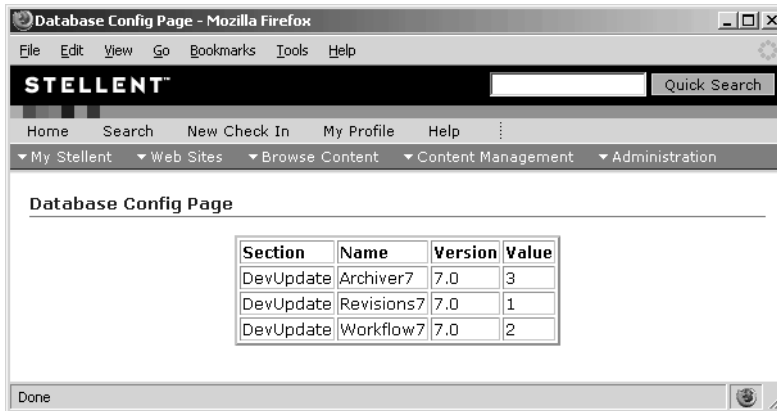 Database Config Page - Mozilla Firefox
File Edit View Go Bookmarks Tools Help
STELLENT™
Quick Search
Home Search New Check In My Profile Help
My Stellent Web Sites Browse Content Content Management Administration
Database Config Page
Section Name Version Value
DevUpdate Archiver7 7.0 3
DevUpdate Revisions7 7.0 1
DevUpdate Workflow7 7.0 2
Done